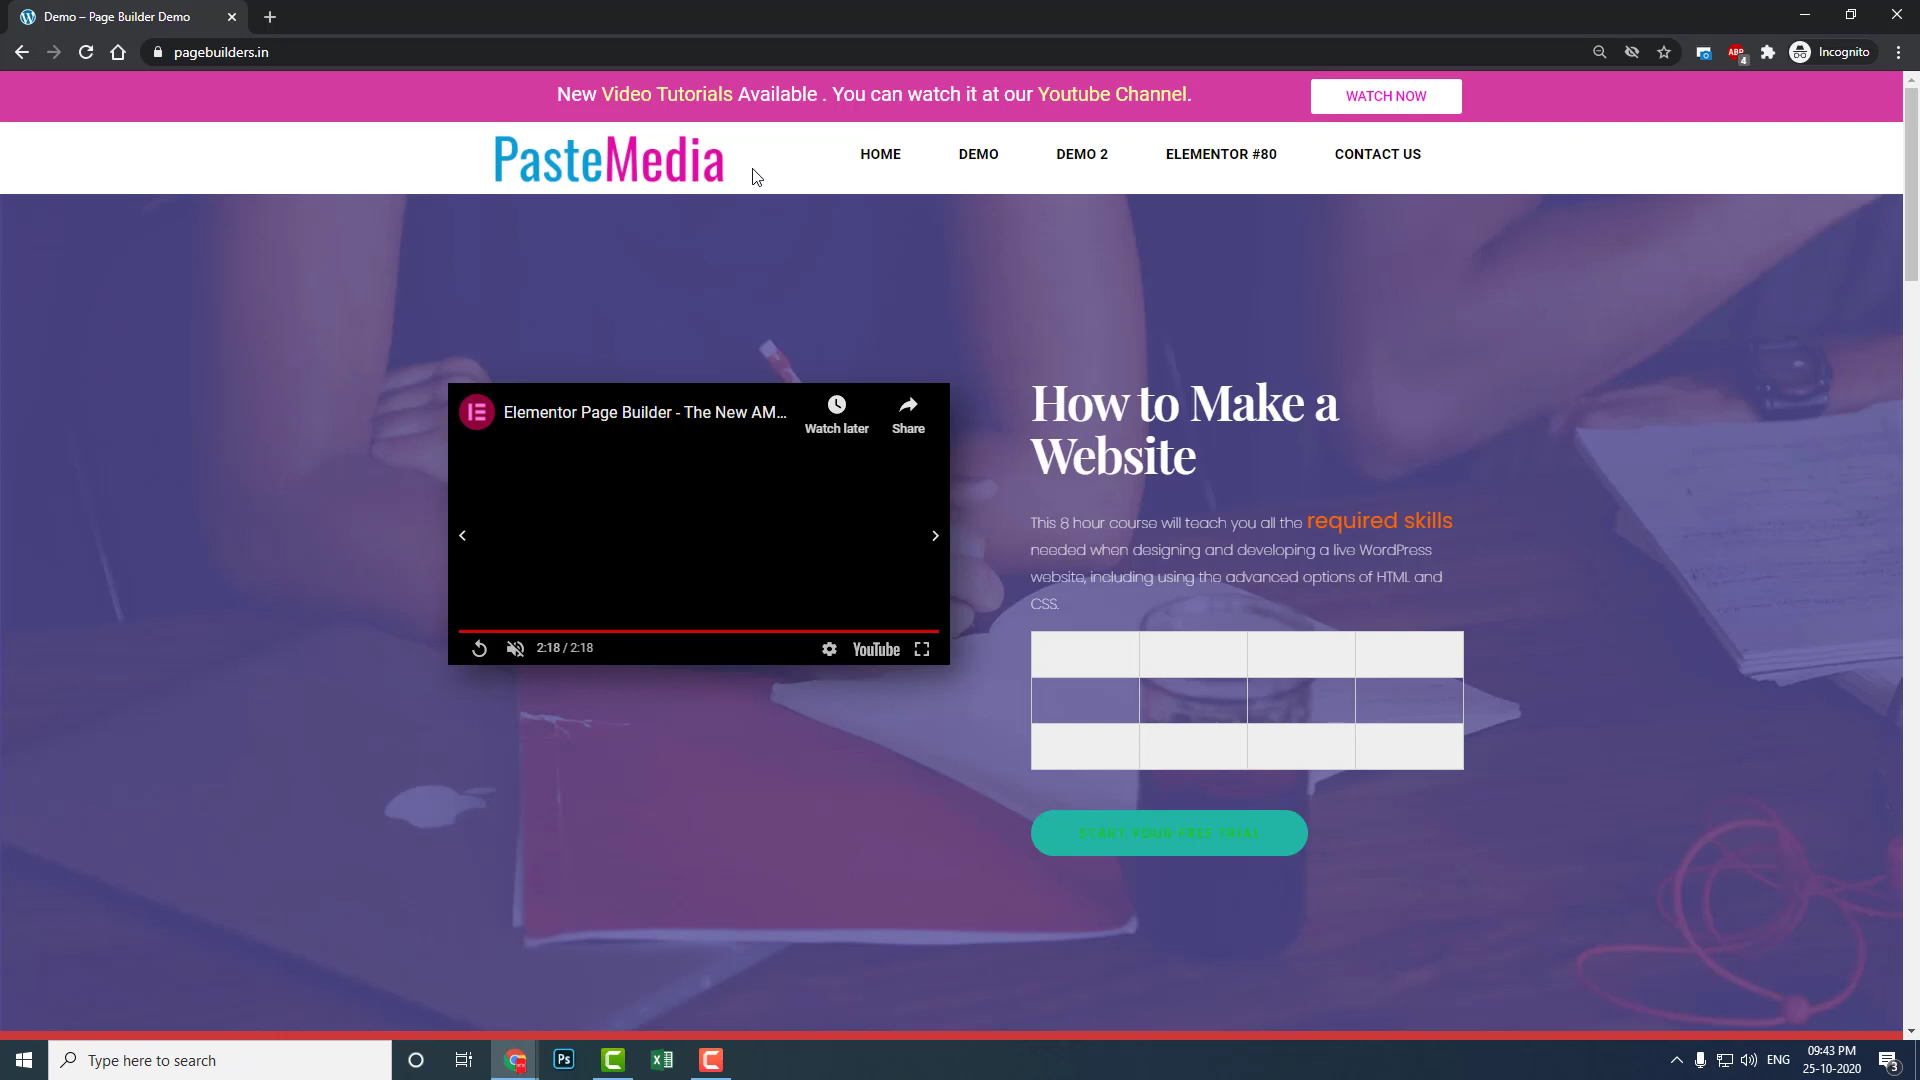 Demo – Page Builder Demo
pagebuilders.in
ABP
4
Incognito
New Video Tutorials Available . You can watch it at our Youtube Channel.
WATCH NOW
PasteMedia
HOME
DEMO
DEMO 2
ELEMENTOR #80
CONTACT US
Elementor Page Builder - The New AM...
Watch later
Share
2:18 / 2:18
YouTube
How to Make a
Website
This 8 hour course will teach you all the required skills
needed when designing and developing a live WordPress
website, including using the advanced options of HTML and
CSS.
START YOUR FREE TRIAL
Type here to search
Ps
ENG
09:43 PM
25-10-2020
3